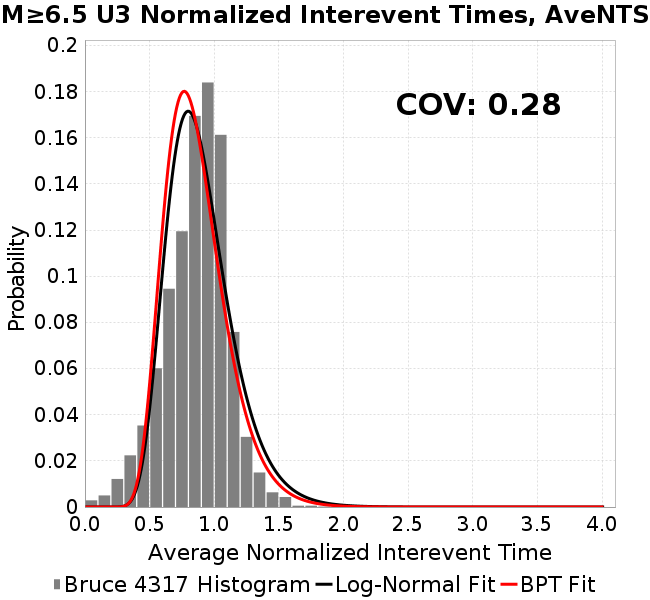 M≥6.5 U3 Normalized Interevent Times, AveNTS
COV: 0.28
Probability
0.2
0.18
0.16
0.14
0.12
0.1
0.08
0.06
0.04
0.02
0
0.0 0.5 1.0 1.5 2.0 2.5 3.0 3.5 4.0
Average Normalized Interevent Time
Bruce 4317 Histogram Log-Normal Fit BPT Fit